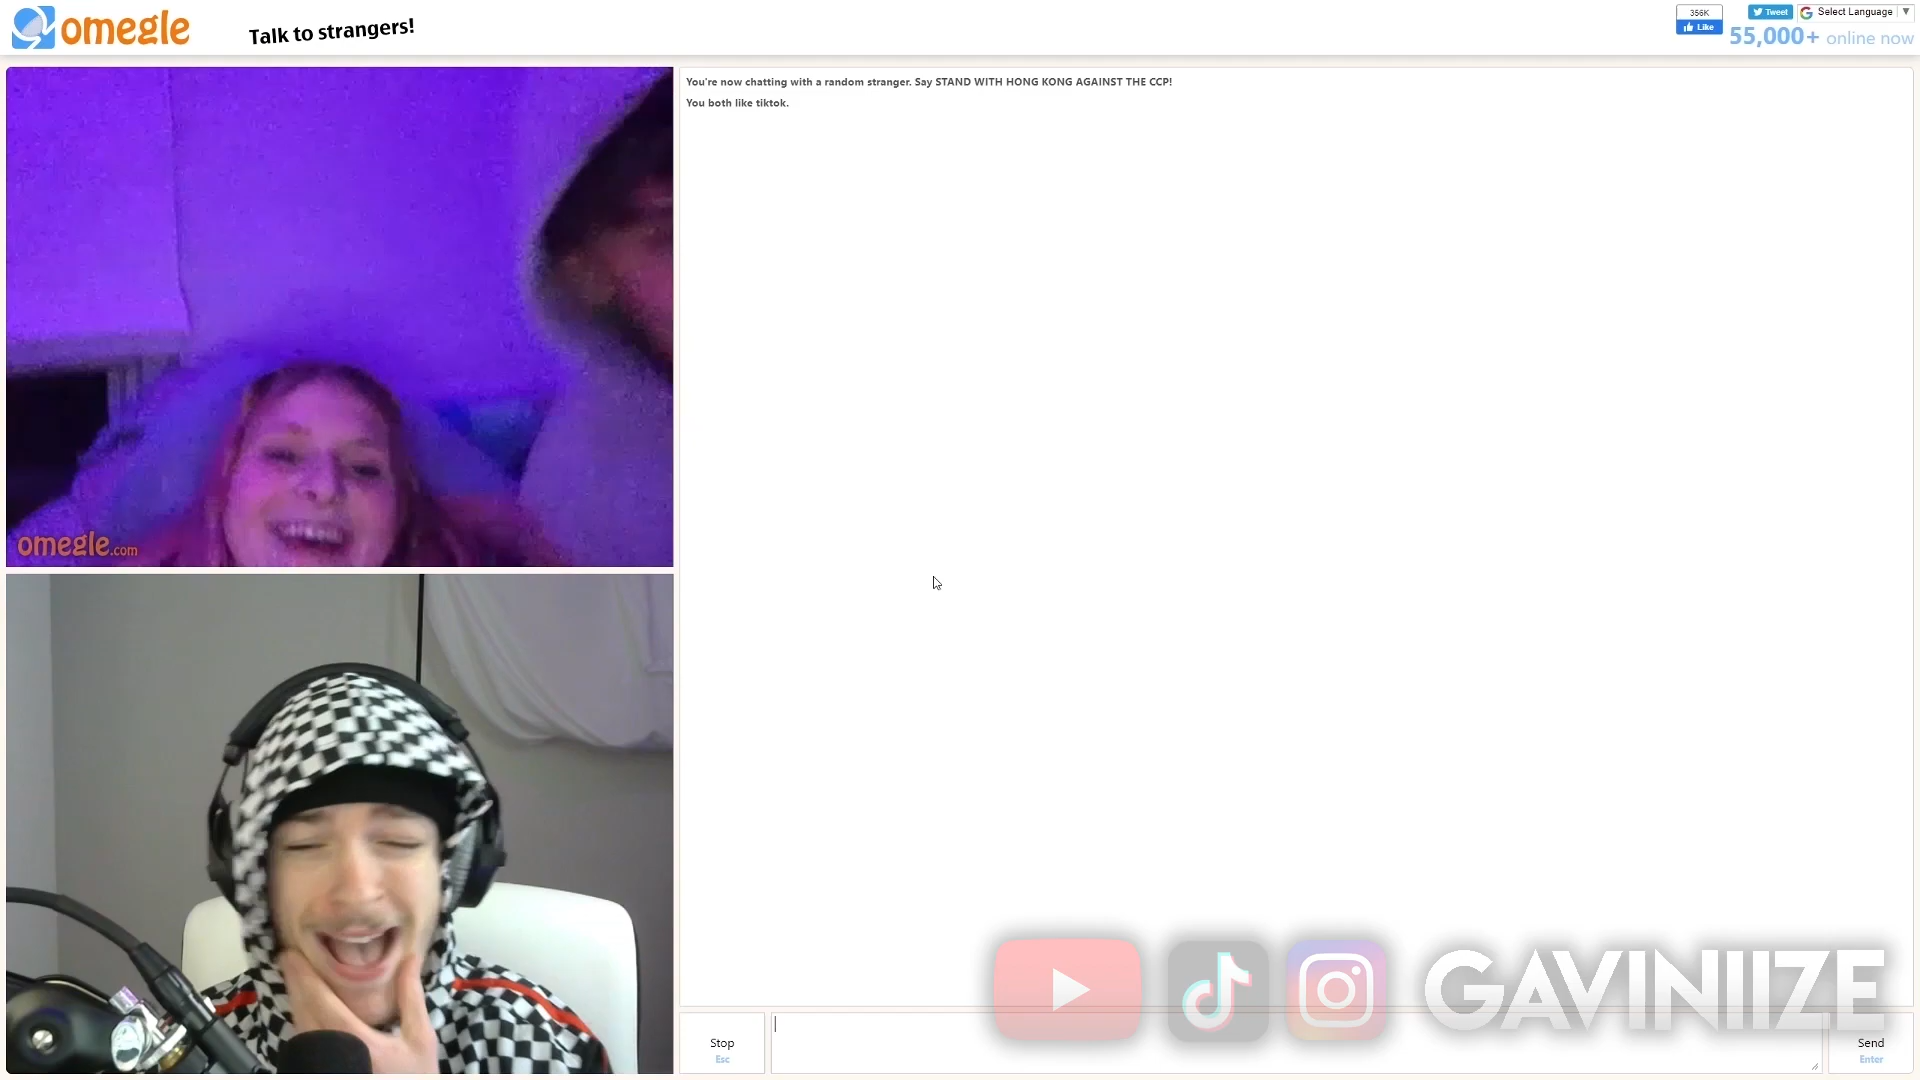 omegle
Talk to strangers!
356K
Like
Tweet
Select Language
55,000+ online now
You're now chatting with a random stranger. Say STAND WITH HONG KONG AGAINST THE CCP!
You both like tiktok.
omegle.com
GAVINIIZE
Stop
Esc
Send
Enter